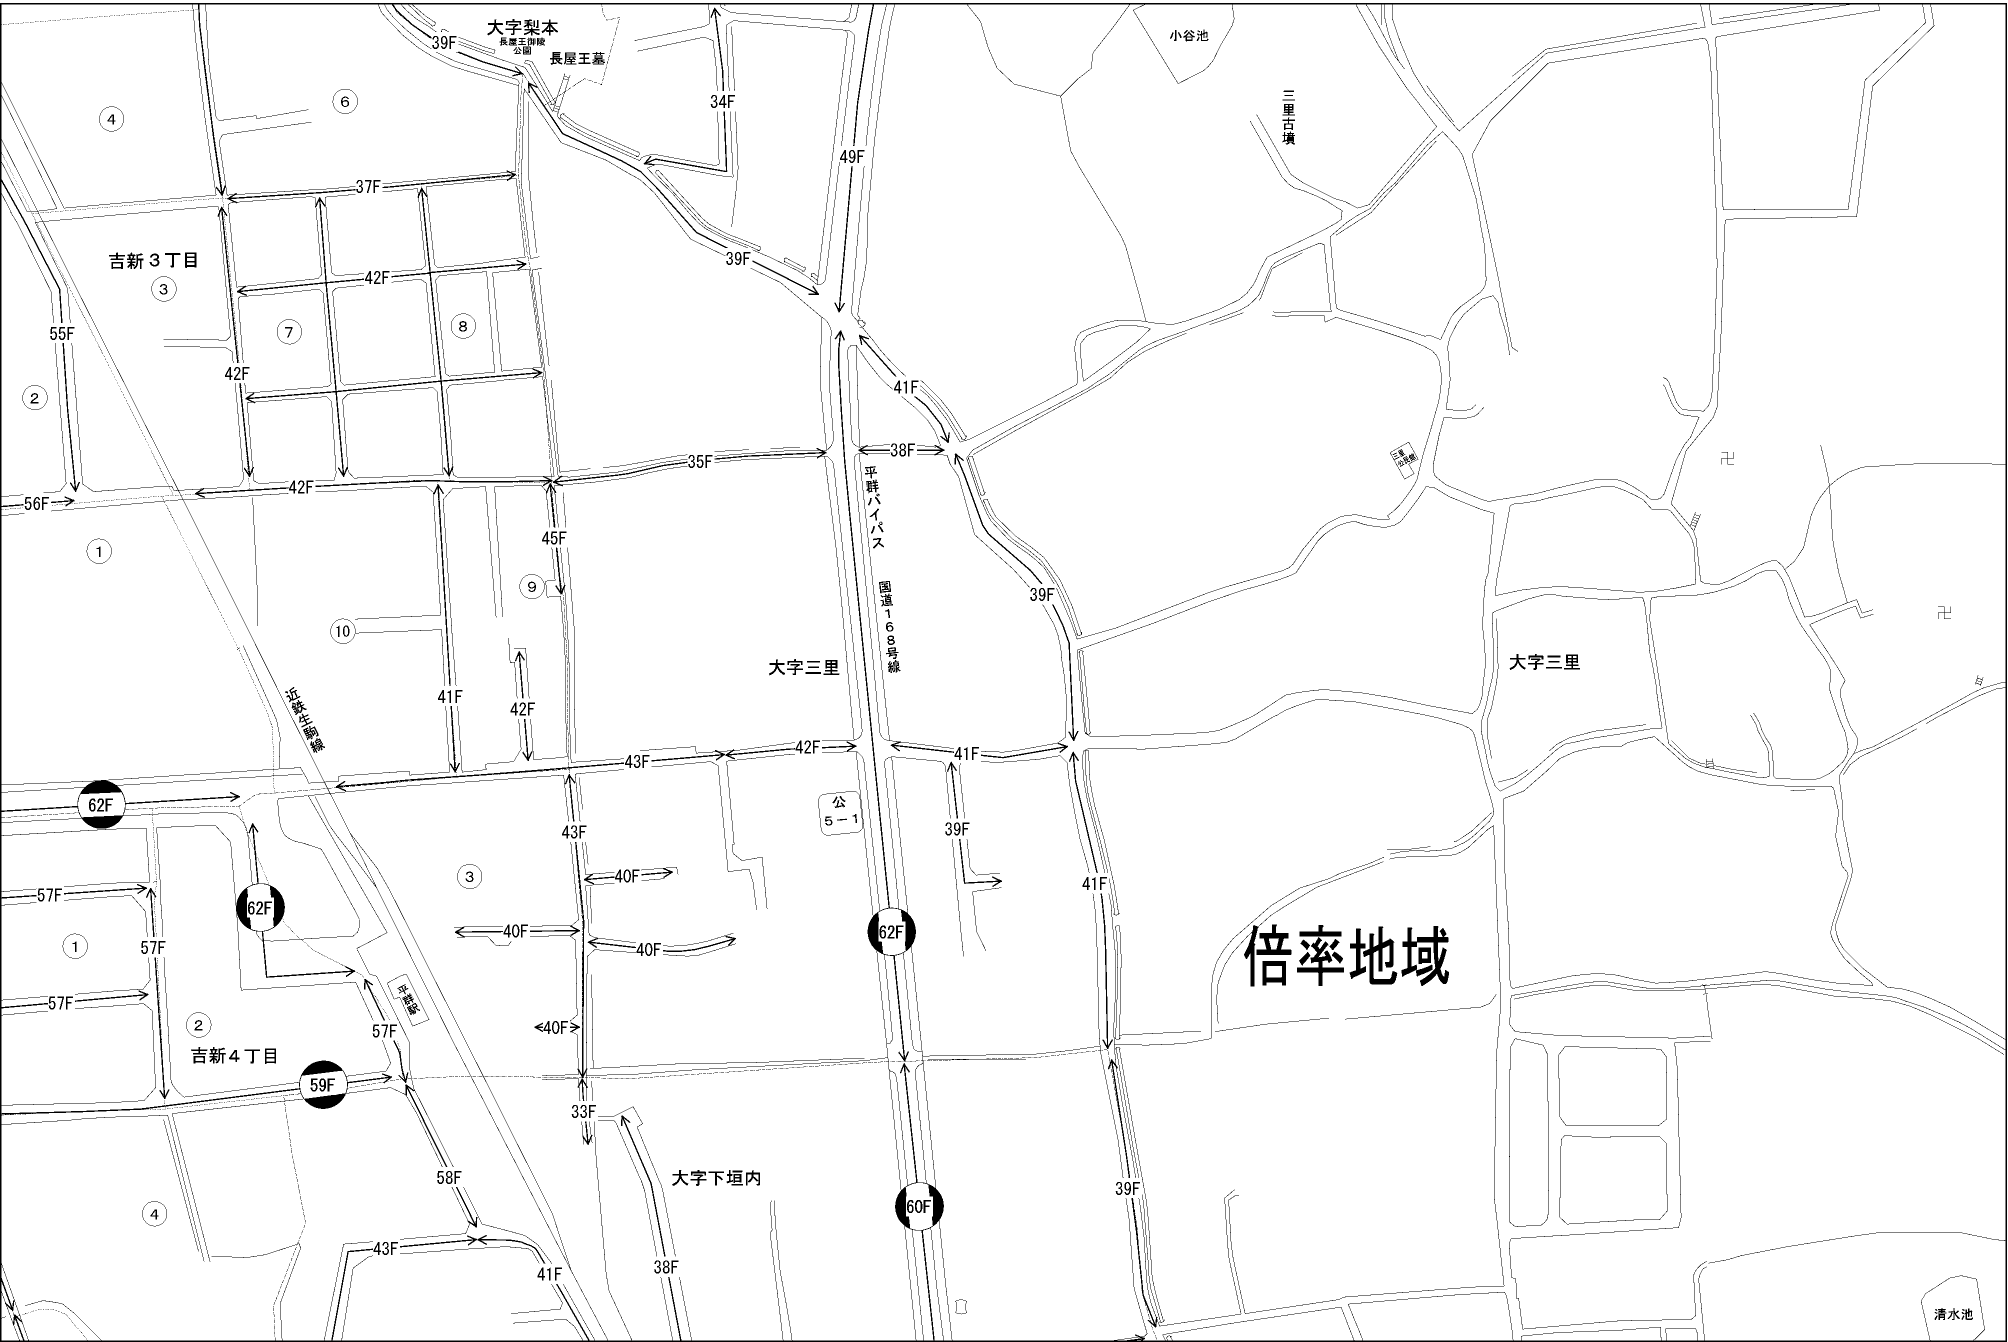 大字梨本
長屋王御陵
公園
長屋王墓
39F
小谷池
④
⑥
34F
三里古墳
49F
37F
吉新3丁目
③
42F
39F
⑦
⑧
55F
42F
②
41F
三里
公民館
42F
35F
38F
56F
平群バイパス
①
45F
⑨
39F
国道168号線
⑩
大字三里
大字三里
41F
42F
近鉄生駒線
43F
42F
41F
62F
公
5-1
43F
39F
③
40F
41F
57F
62F
57F
①
40F
40F
62F
倍率地域
57F
平群駅
②
57F
40F
吉新4丁目
59F
33F
58F
大字下垣内
④
60F
39F
43F
41F
38F
清水池